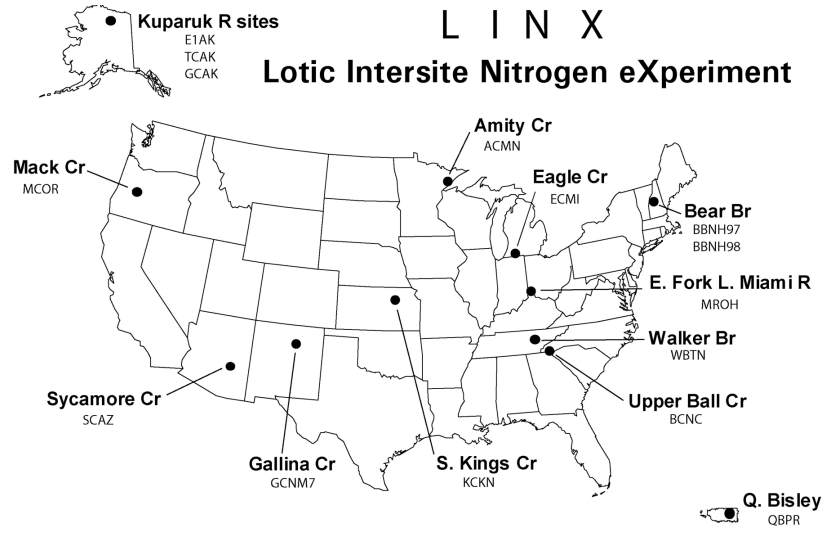 L I N X
Lotic Intersite Nitrogen eXperiment
Kuparuk R sites
E1AK
TCAK
GCAK
Amity Cr
ACMN
Mack Cr
MCOR
Eagle Cr
ECMI
Bear Br
BBNH97
BBNH98
E. Fork L. Miami R
MROH
Walker Br
WBTN
Sycamore Cr
SCAZ
Upper Ball Cr
BCNC
Gallina Cr
GCNM7
S. Kings Cr
KCKN
Q. Bisley
QBPR